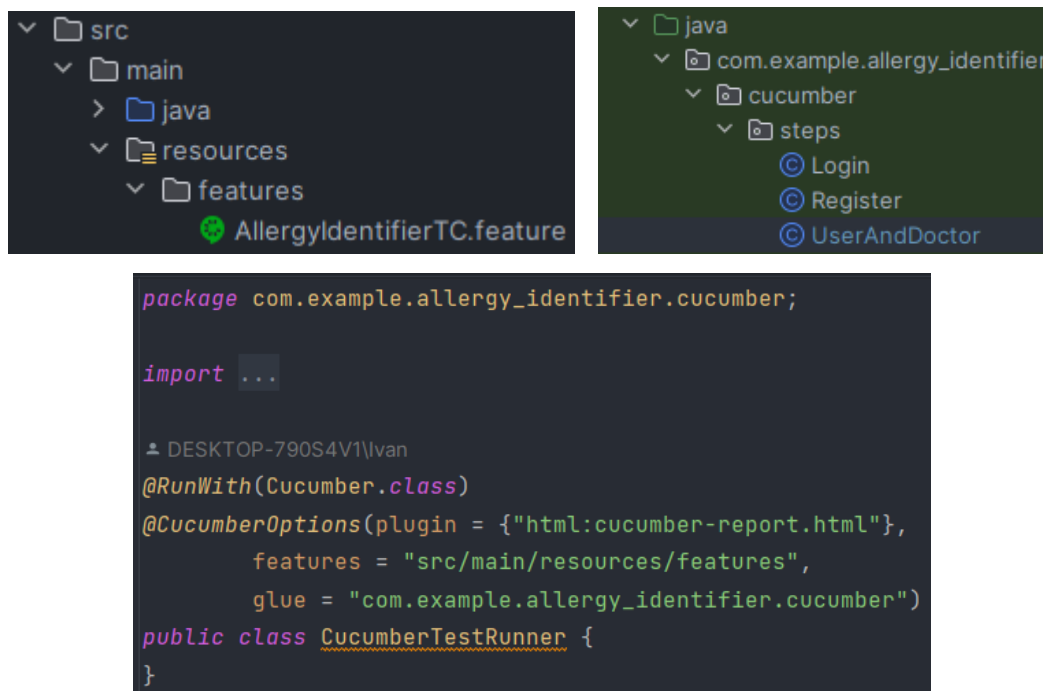 src
main
java
resources
features
AllergyIdentifierTC.feature
java
com.example.allergy_identifier
cucumber
steps
Login
Register
UserAndDoctor
package com.example.allergy_identifier.cucumber;
import ...
DESKTOP-790S4V1\Ivan
@RunWith(Cucumber.class)
@CucumberOptions(plugin = {"html:cucumber-report.html"},
features = "src/main/resources/features",
glue = "com.example.allergy_identifier.cucumber")
public class CucumberTestRunner {
}